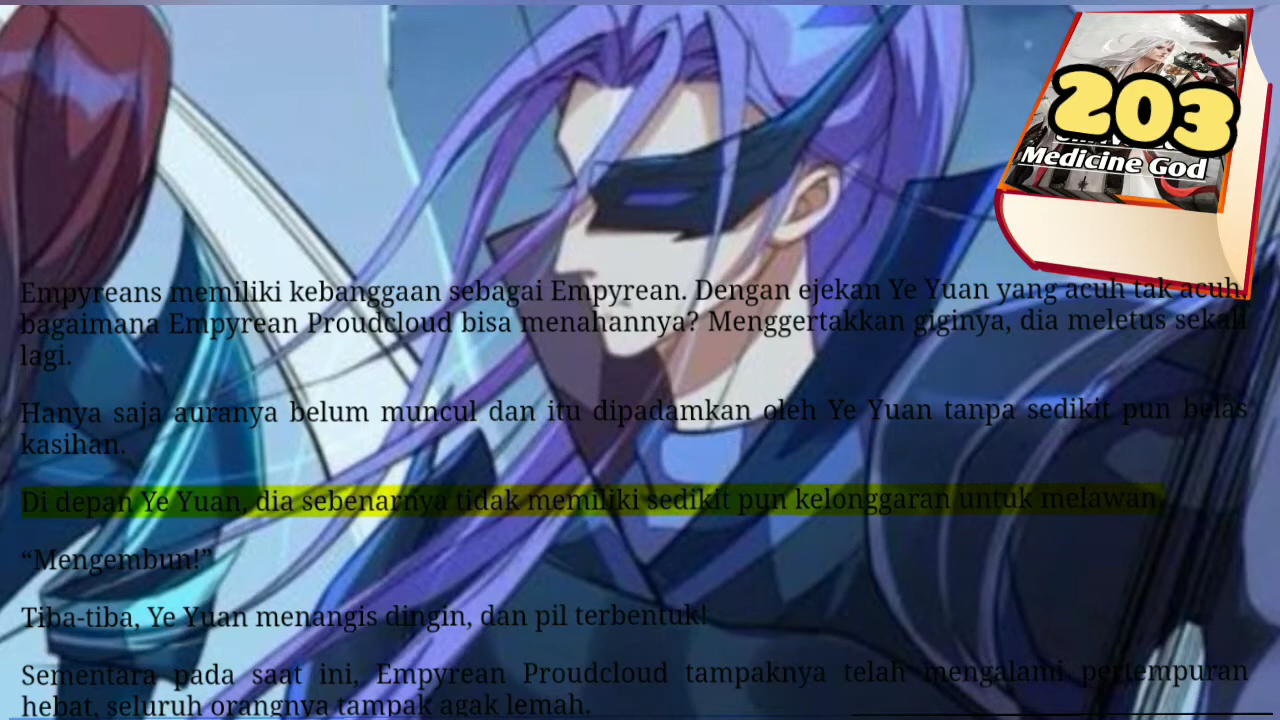 203
Medicine God
Empyreans memiliki kebanggaan sebagai Empyrean. Dengan ejekan Ye Yuan yang acuh tak acuh,
bagaimana Empyrean Proudcloud bisa menahannya? Menggertakkan giginya, dia meletus sekali
lagi.
Hanya saja auranya belum muncul dan itu dipadamkan oleh Ye Yuan tanpa sedikit pun belas
kasihan.
Di depan Ye Yuan, dia sebenarnya tidak memiliki sedikit pun kelonggaran untuk melawan.
“Mengembun!”
Tiba-tiba, Ye Yuan menangis dingin, dan pil terbentuk!
Sementara pada saat ini, Empyrean Proudcloud tampaknya telah mengalami pertempuran
hebat, seluruh orangnya tampak agak lemah.